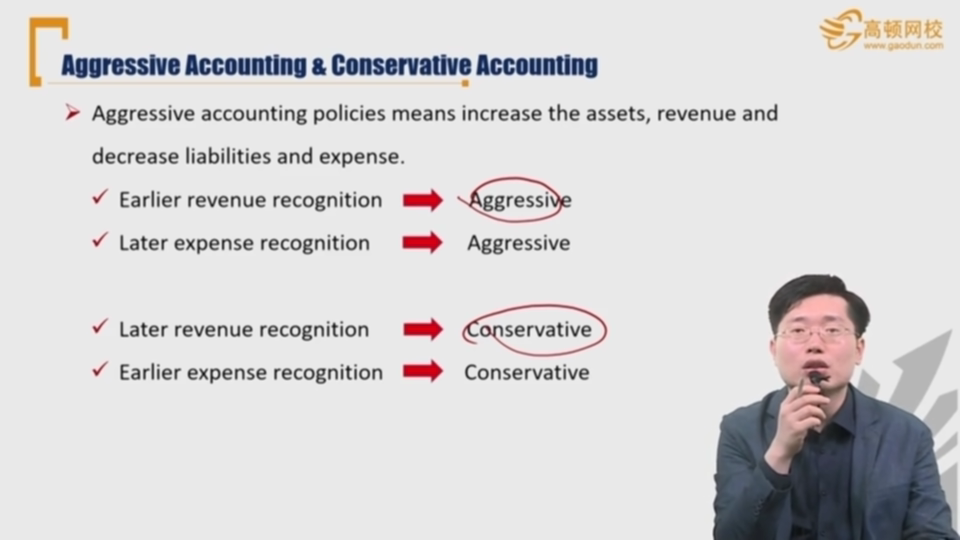 高顿网校
www.gaodun.com
Aggressive Accounting & Conservative Accounting
Aggressive accounting policies means increase the assets, revenue and
decrease liabilities and expense.
Earlier revenue recognition Aggressive
Later expense recognition Aggressive
Later revenue recognition Conservative
Earlier expense recognition Conservative